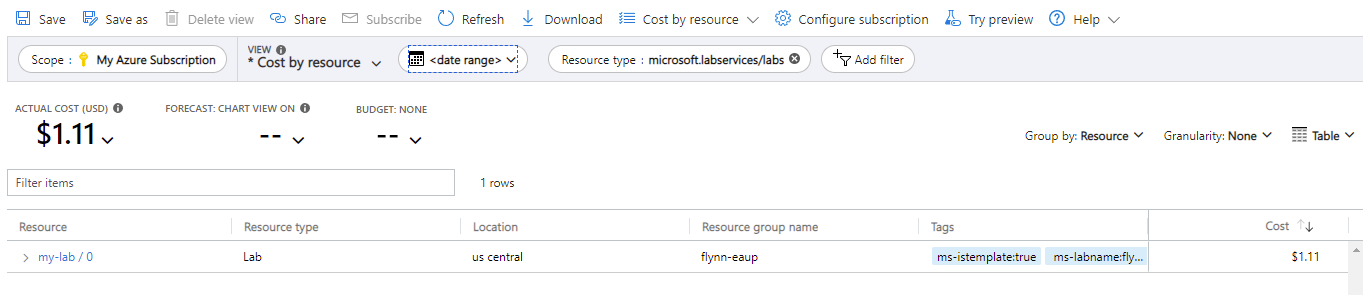 Save Save as Delete view Share Subscribe Refresh Download Cost by resource Configure subscription Try preview Help
Scope : My Azure Subscription VIEW * Cost by resource <date range> Resource type : microsoft.labservices/labs Add filter
ACTUAL COST (USD) FORECAST: CHART VIEW ON BUDGET: NONE
$1.11 -- --
Group by: Resource Granularity: None Table
Filter items 1 rows
Resource Resource type Location Resource group name Tags Cost
my-lab / 0 Lab us central flynn-eaup ms-istemplate:true ms-labname:fly... $1.11